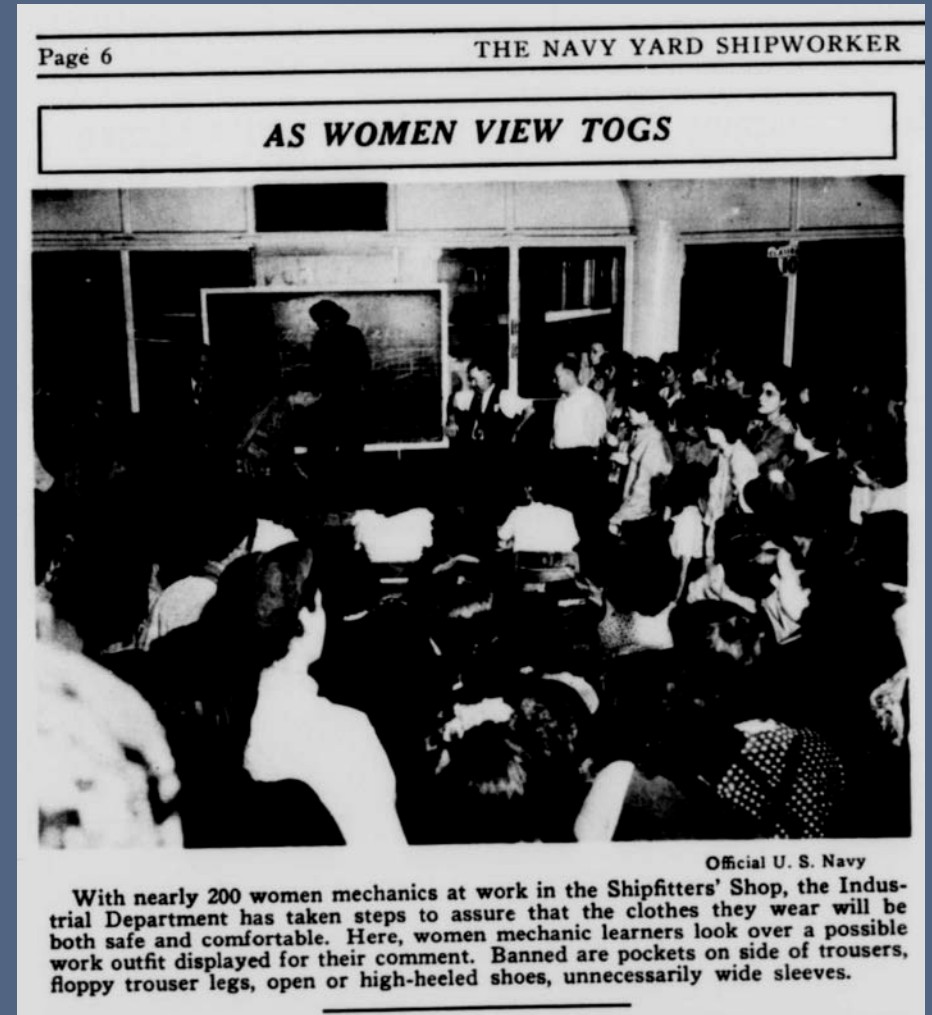 Page 6
THE NAVY YARD SHIPWORKER
AS WOMEN VIEW TOGS
Official U. S. Navy
With nearly 200 women mechanics at work in the Shipfitters' Shop, the Indus-
trial Department has taken steps to assure that the clothes they wear will be
both safe and comfortable. Here, women mechanic learners look over a possible
work outfit displayed for their comment. Banned are pockets on side of trousers,
floppy trouser legs, open or high-heeled shoes, unnecessarily wide sleeves.